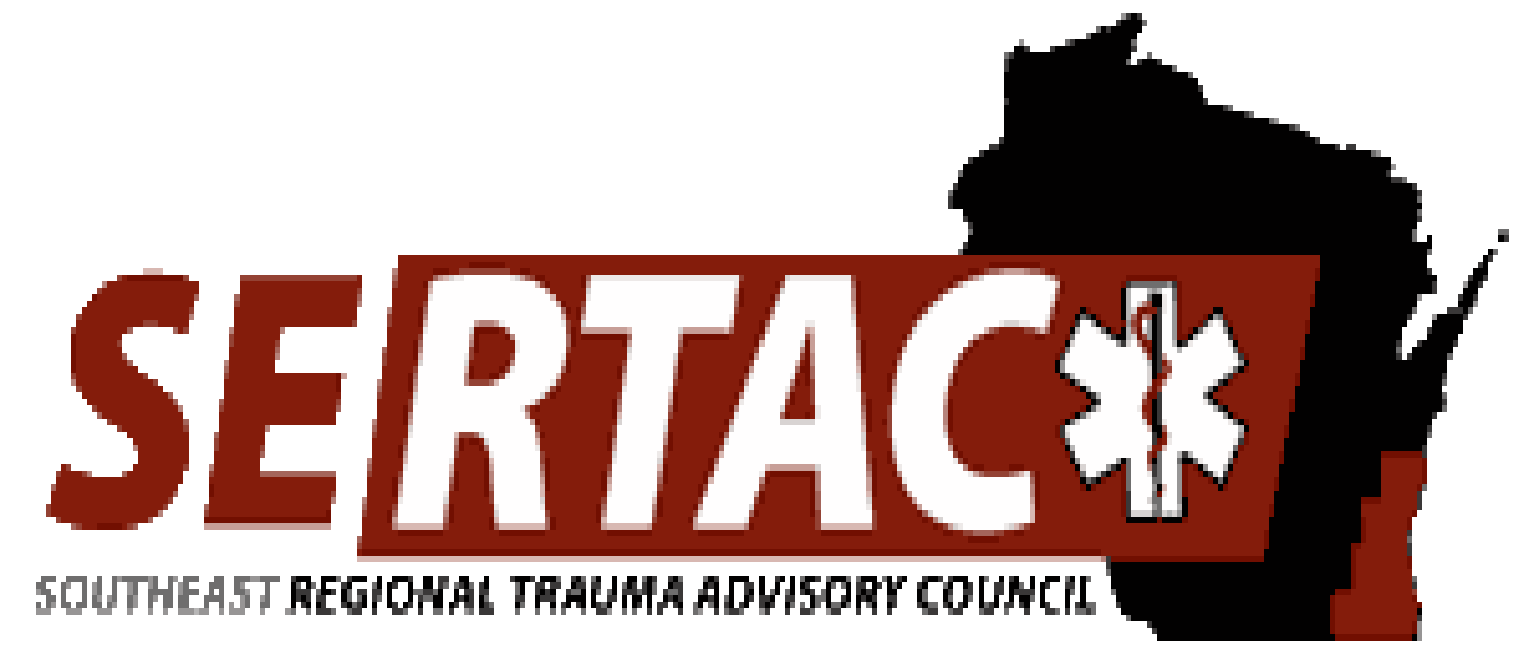 SERTAC
SOUTHEAST REGIONAL TRAUMA ADVISORY COUNCIL